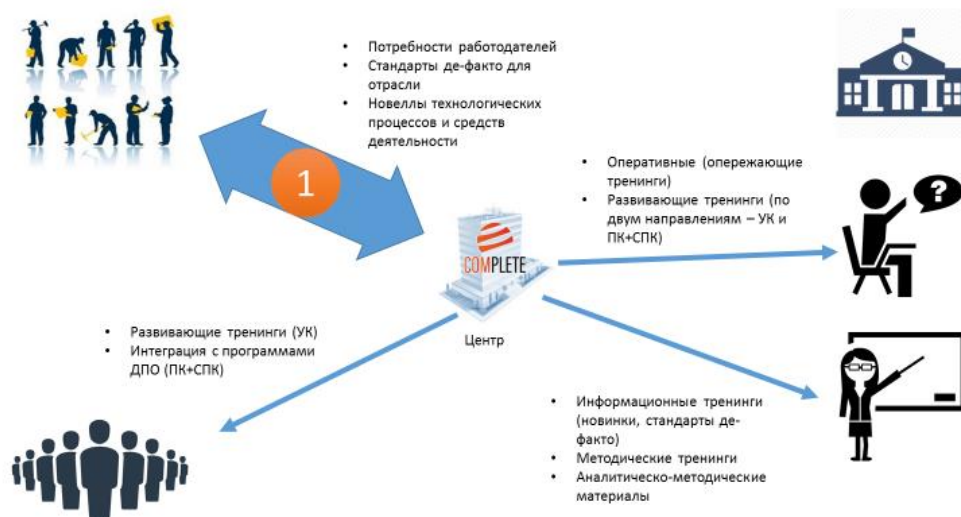 • Потребности работодателей
• Стандарты де-факто для
отрасли
• Новеллы технологических
процессов и средств
деятельности
1
• Оперативные (опережающие
тренинги)
• Развивающие тренинги (по
двум направлениям – УК и
ПК+СПК)
?
COMPLETE
Центр
• Развивающие тренинги (УК)
• Интеграция с программами
ДПО (ПК+СПК)
• Информационные тренинги
(новинки, стандарты де-
факто)
• Методические тренинги
• Аналитическо-методические
материалы